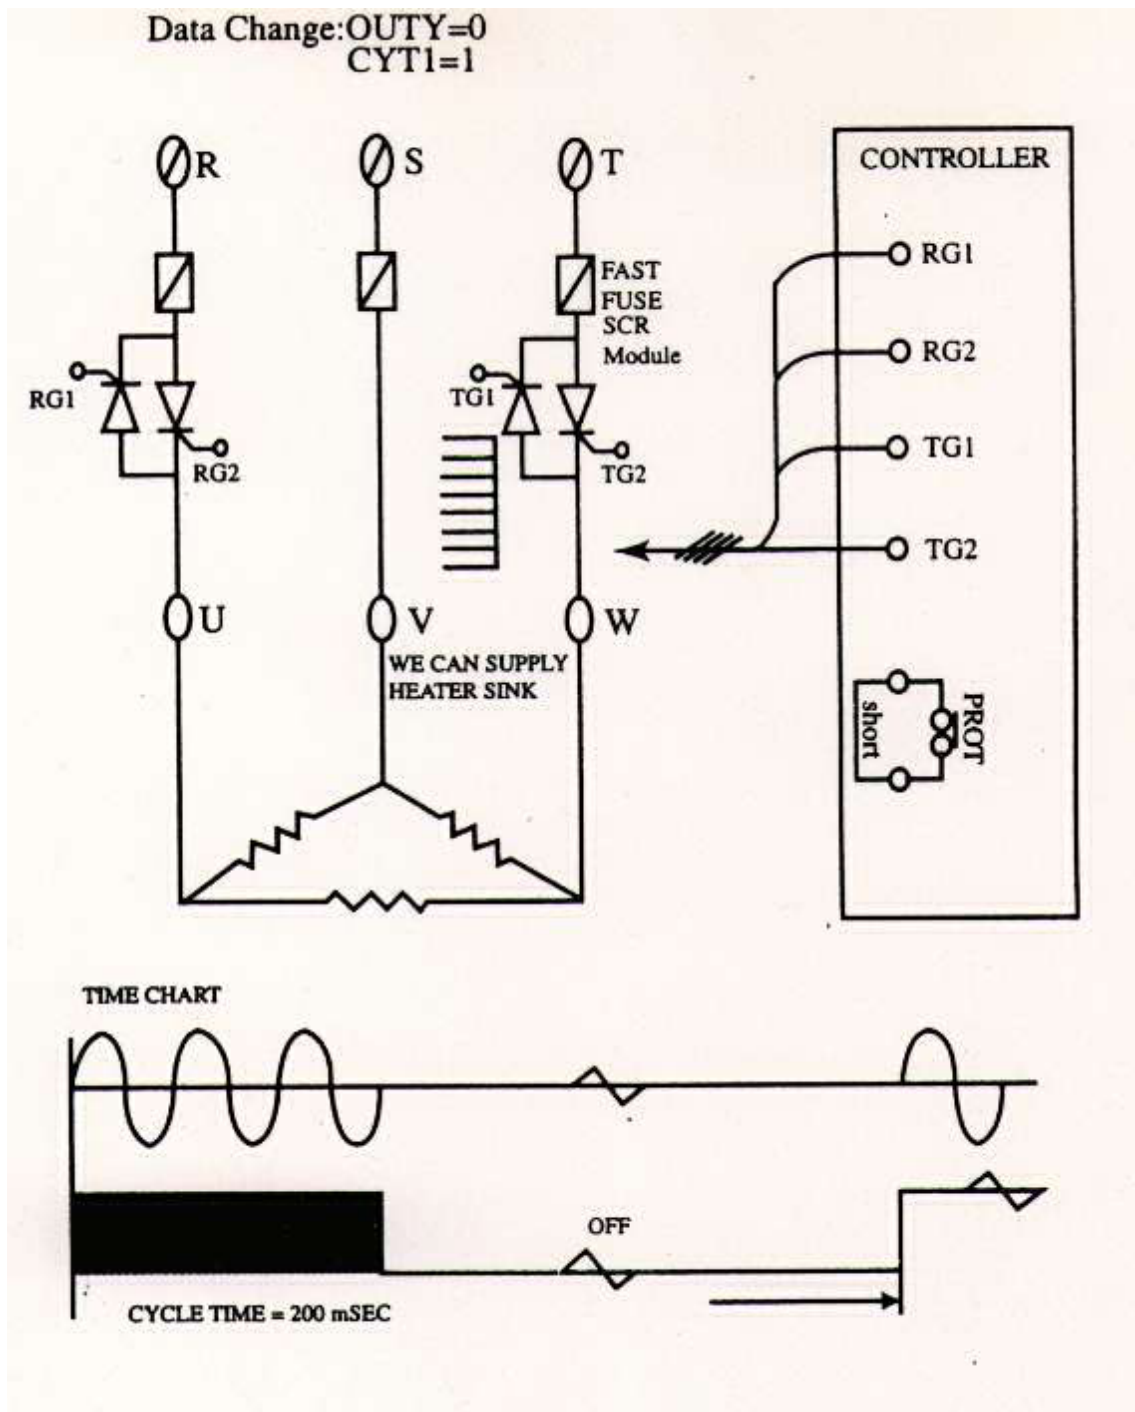 Data Change:OUTY=0
CYT1=1
R
S
T
CONTROLLER
FAST
FUSE
SCR
Module
RG1
RG2
TG1
TG2
RG1
RG2
TG1
TG2
U
V
W
WE CAN SUPPLY
HEATER SINK
short
PROT
TIME CHART
OFF
CYCLE TIME = 200 mSEC